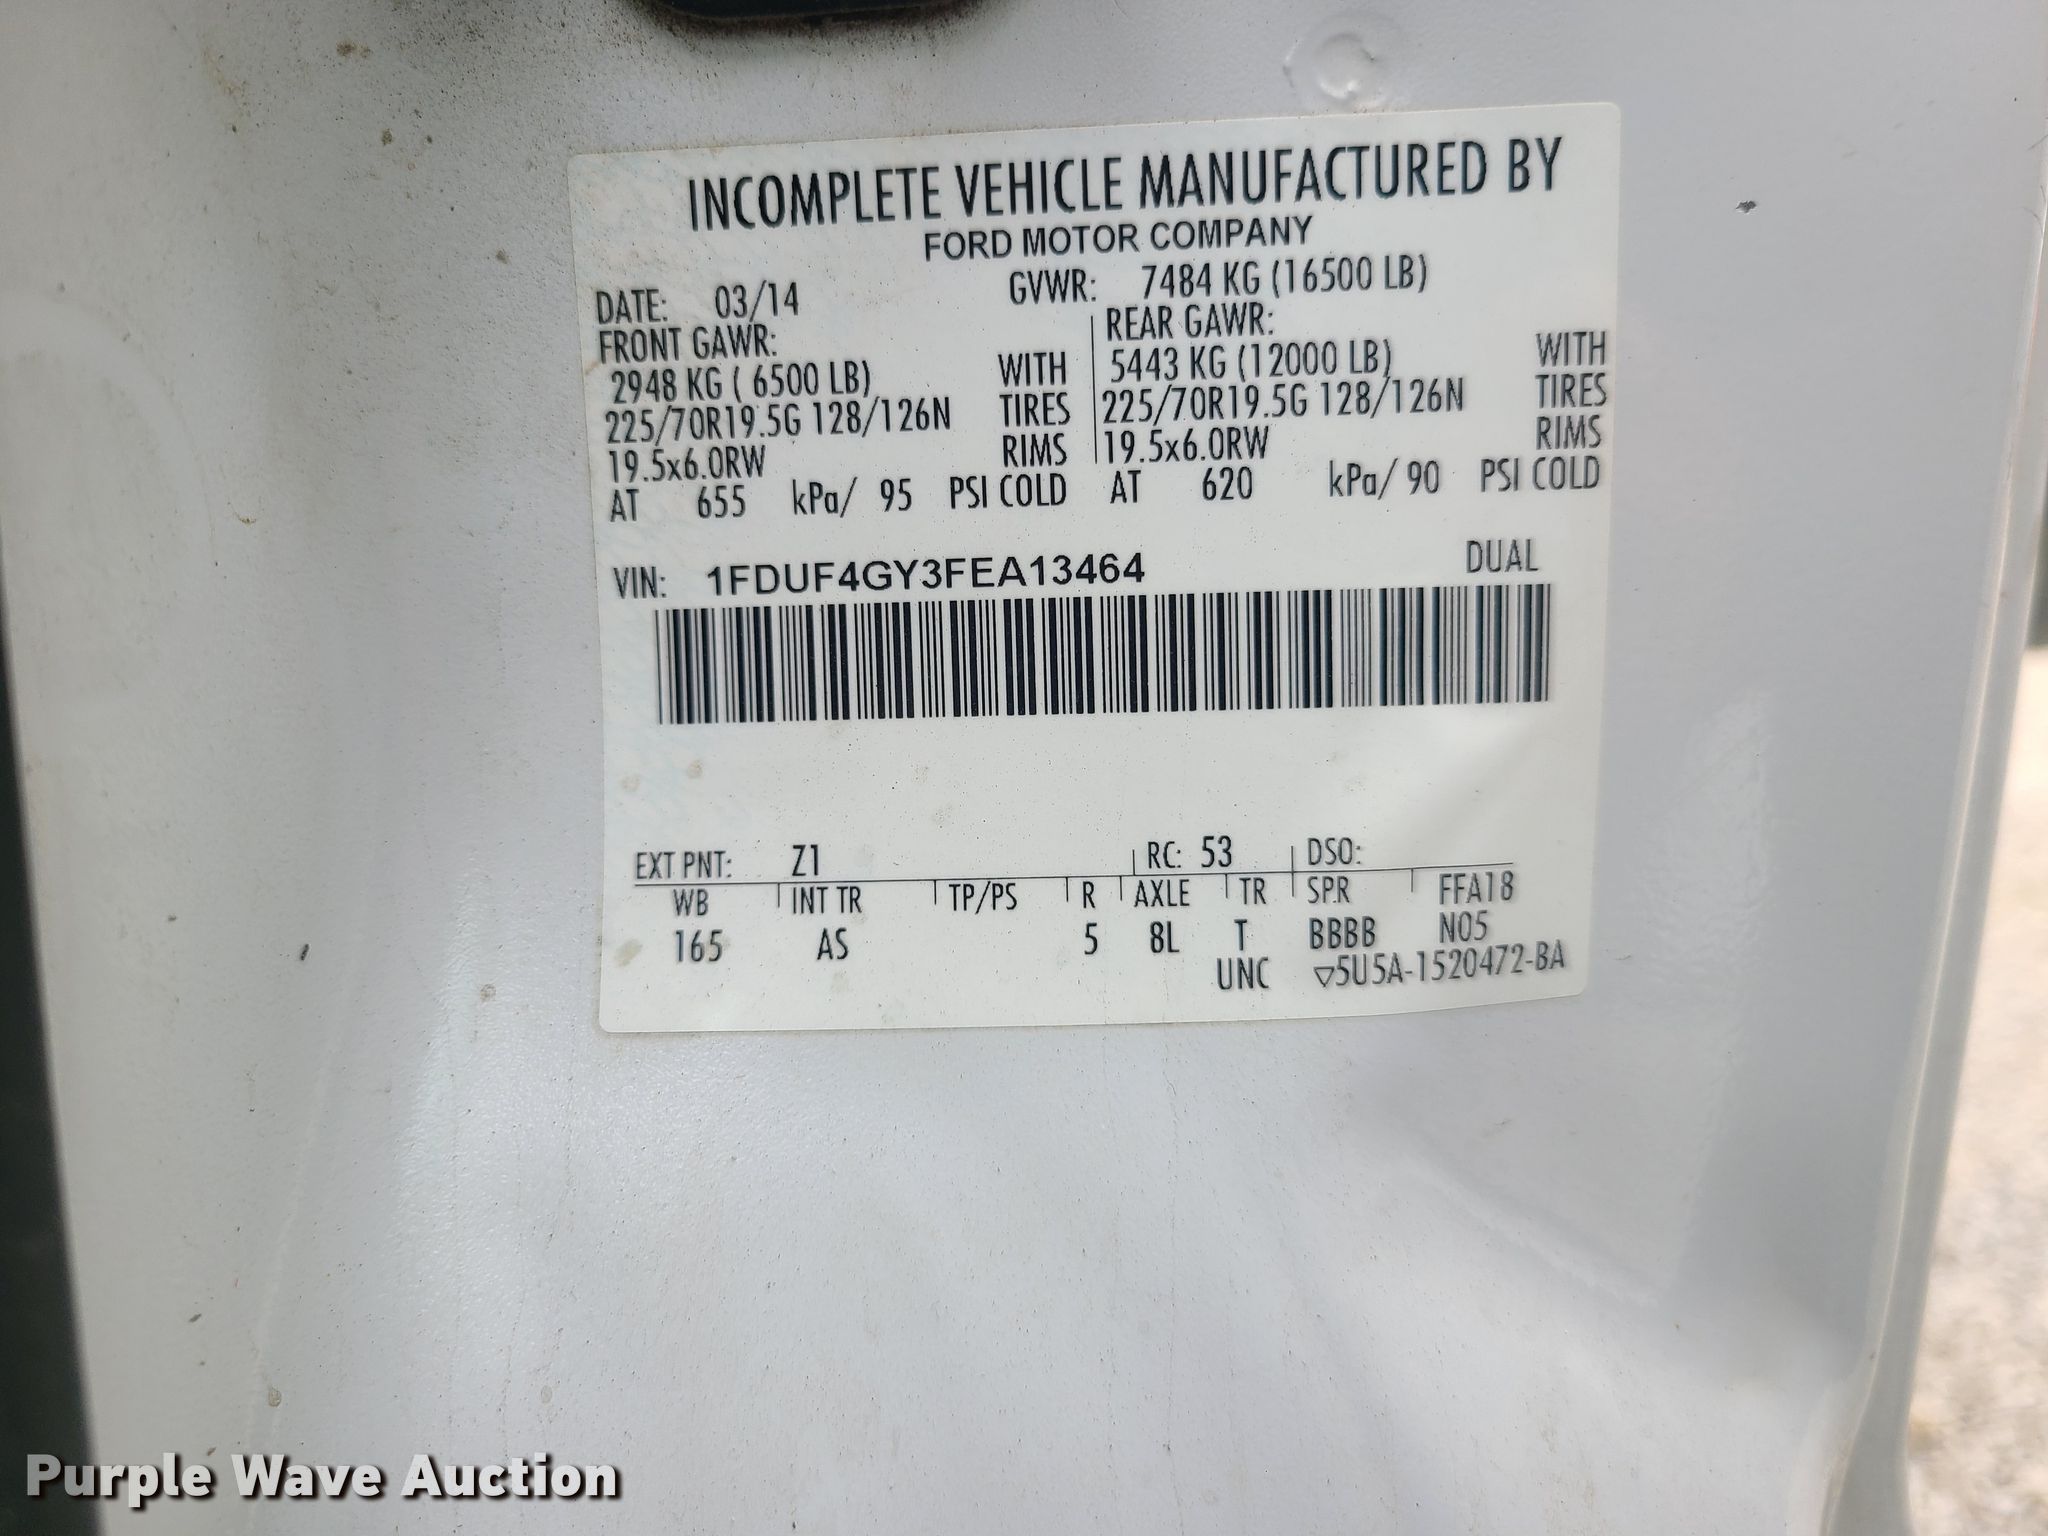 INCOMPLETE VEHICLE MANUFACTURED BY
FORD MOTOR COMPANY
DATE: 03/14 GVWR: 7484 KG (16500 LB)
FRONT GAWR: REAR GAWR:
2948 KG ( 6500 LB) WITH 5443 KG (12000 LB) WITH
225/70R19.5G 128/126N TIRES 225/70R19.5G 128/126N TIRES
19.5x6.0RW RIMS 19.5x6.0RW RIMS
AT 655 kPa/ 95 PSI COLD AT 620 kPa/ 90 PSI COLD
VIN: 1FDUF4GY3FEA13464 DUAL
EXT PNT: Z1 RC: 53 DSO:
WB INT TR TP/PS R AXLE TR SPR FFA18
165 AS 5 8L T BBBB N05
UNC ▽5U5A-1520472-BA
Purple Wave Auction